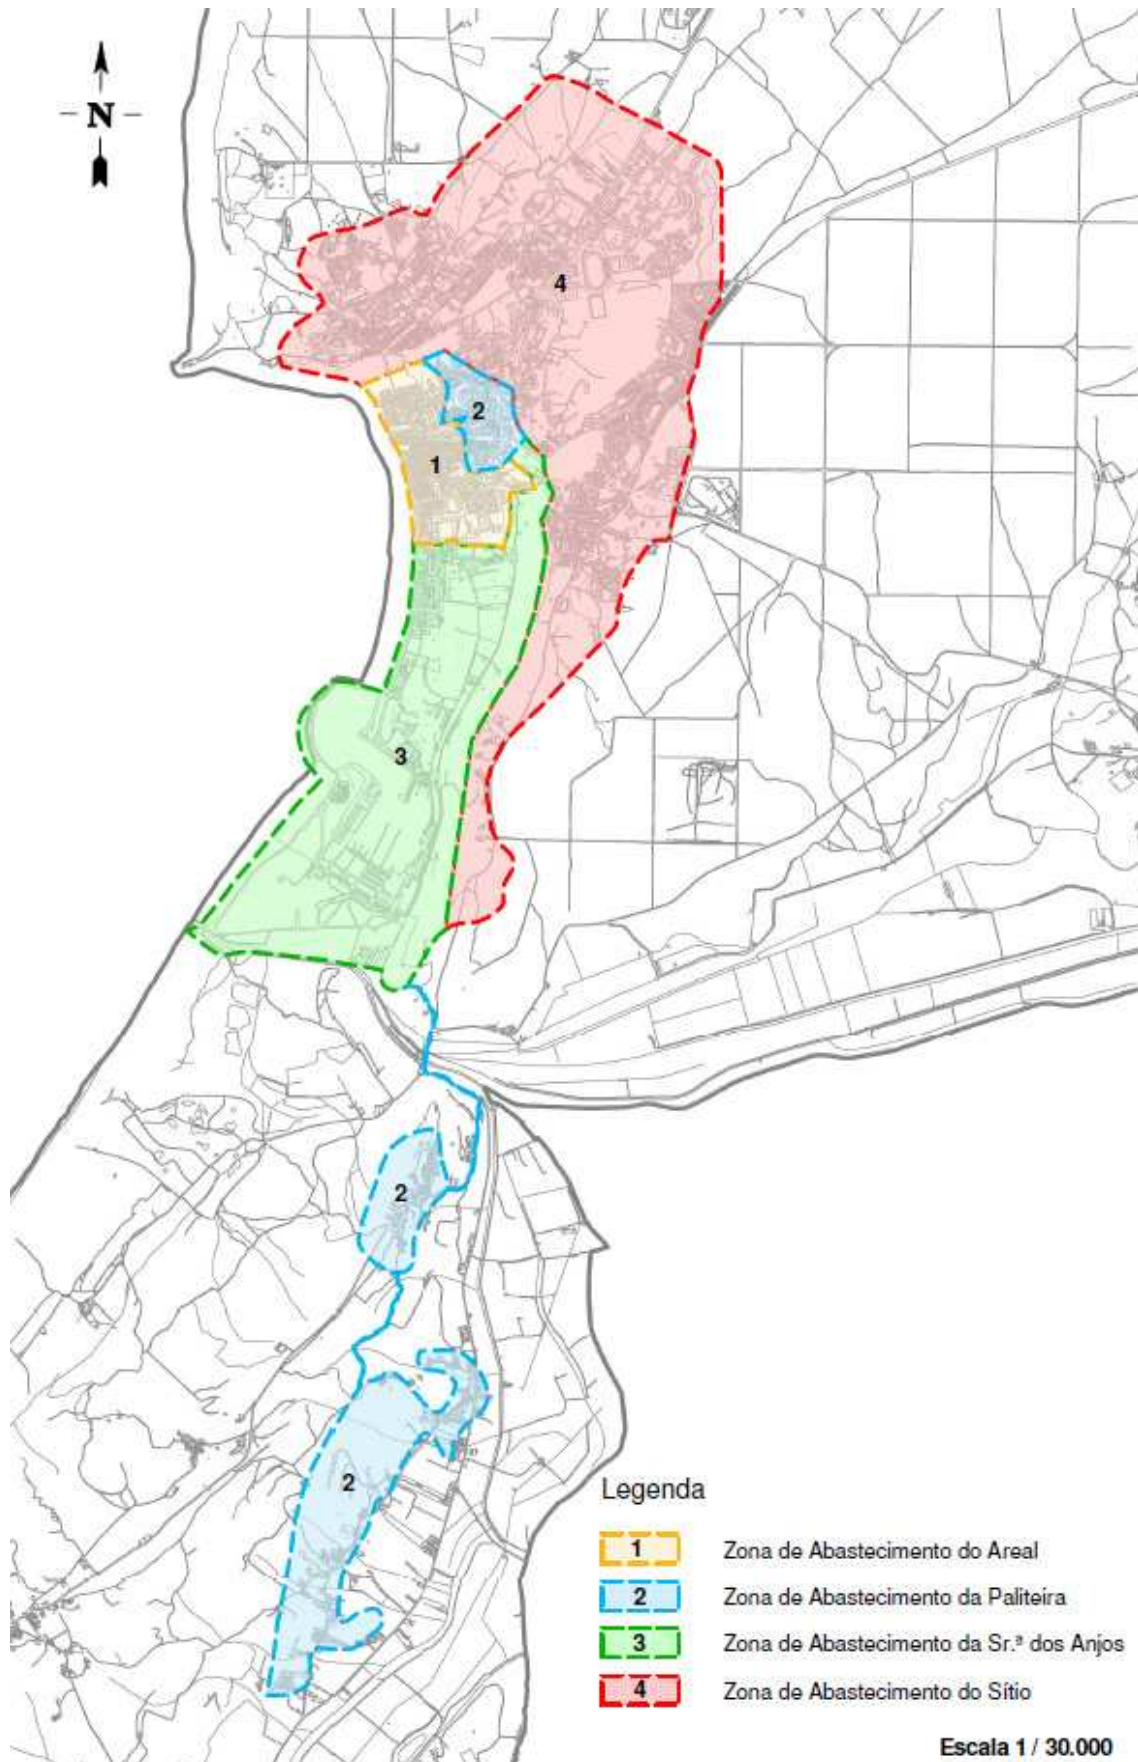 N
4
2
1
3
2
2
Legenda
1 Zona de Abastecimento do Areal
2 Zona de Abastecimento da Paliteira
3 Zona de Abastecimento da Sr.ª dos Anjos
4 Zona de Abastecimento do Sítio
Escala 1 / 30.000